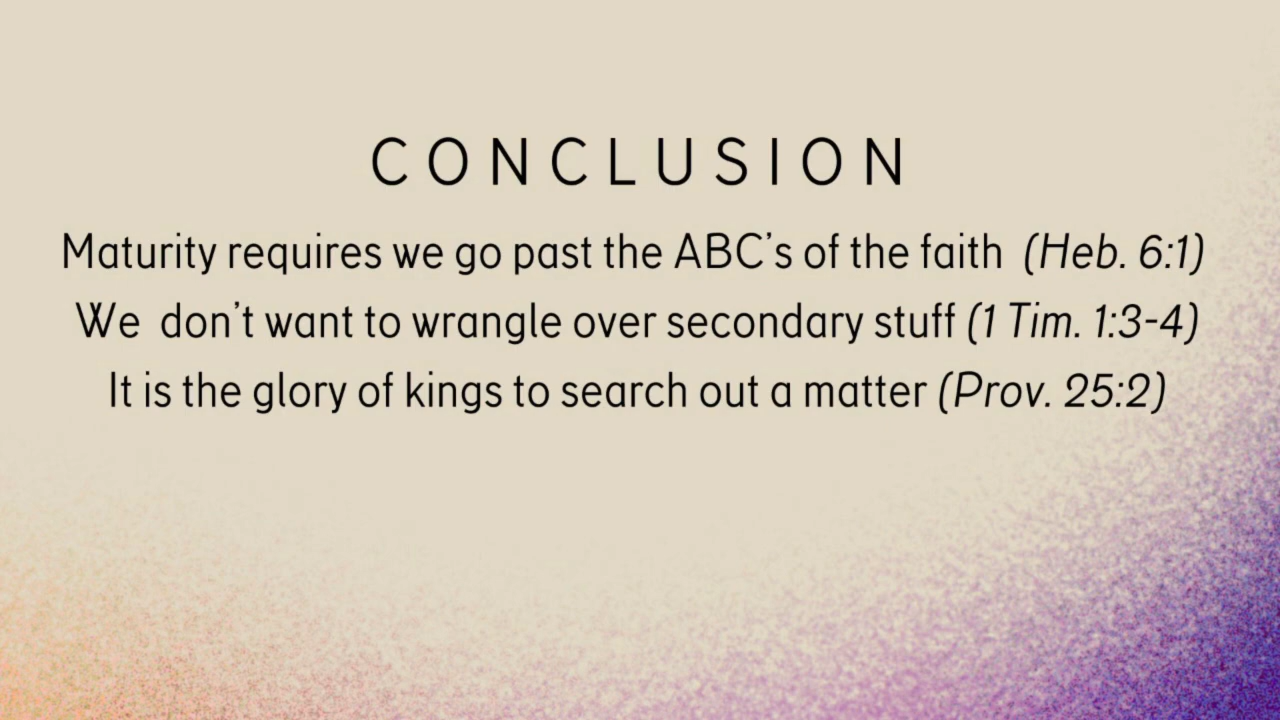 CONCLUSION
Maturity requires we go past the ABC's of the faith (Heb. 6:1)
We don't want to wrangle over secondary stuff (1 Tim. 1:3-4)
It is the glory of kings to search out a matter (Prov. 25:2)